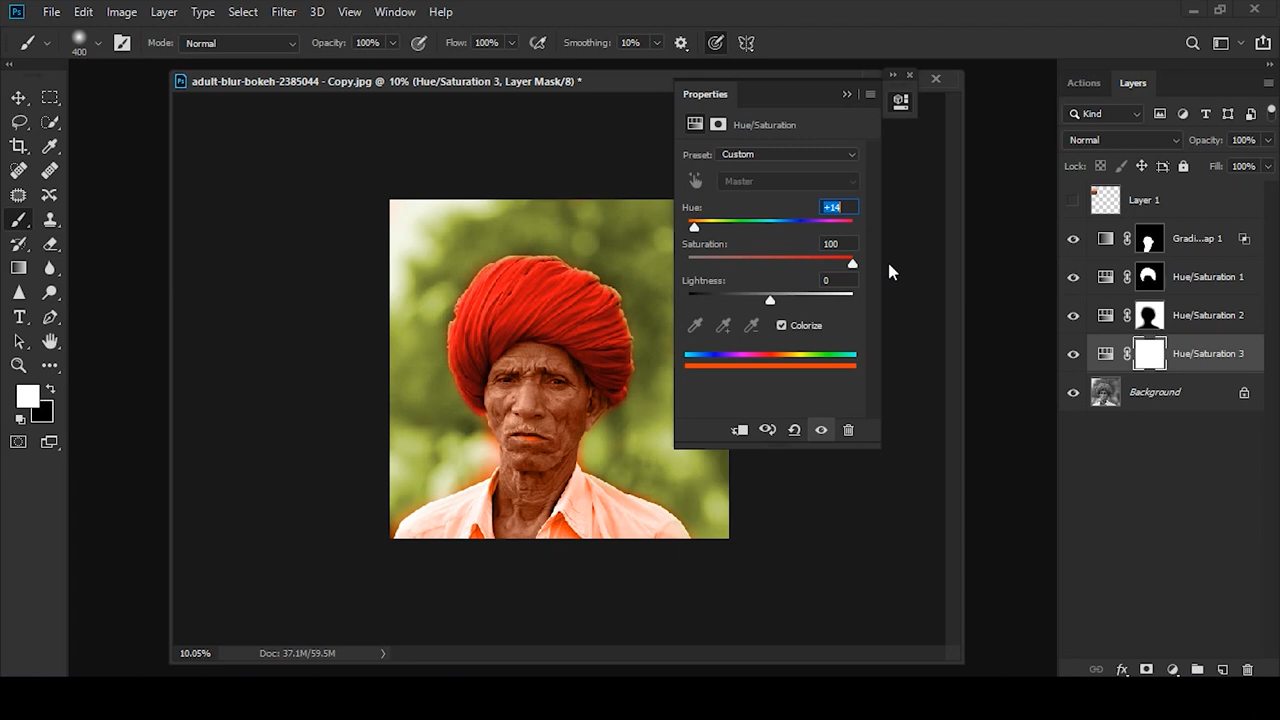 Ps File Edit Image Layer Type Select Filter 3D View Window Help
400 Mode: Normal Opacity: 100% Flow: 100% Smoothing: 10%
Ps adult-blur-bokeh-2385044 - Copy.jpg @ 10% (Hue/Saturation 3, Layer Mask/8) *
Properties
Hue/Saturation
Preset: Custom
Master
Hue: +14
Saturation: 100
Lightness: 0
Colorize
10.05% Doc: 37.1M/59.5M
Actions Layers
Kind
Normal Opacity: 100%
Lock: Fill: 100%
Layer 1
Gradi...ap 1
Hue/Saturation 1
Hue/Saturation 2
Hue/Saturation 3
Background
fx